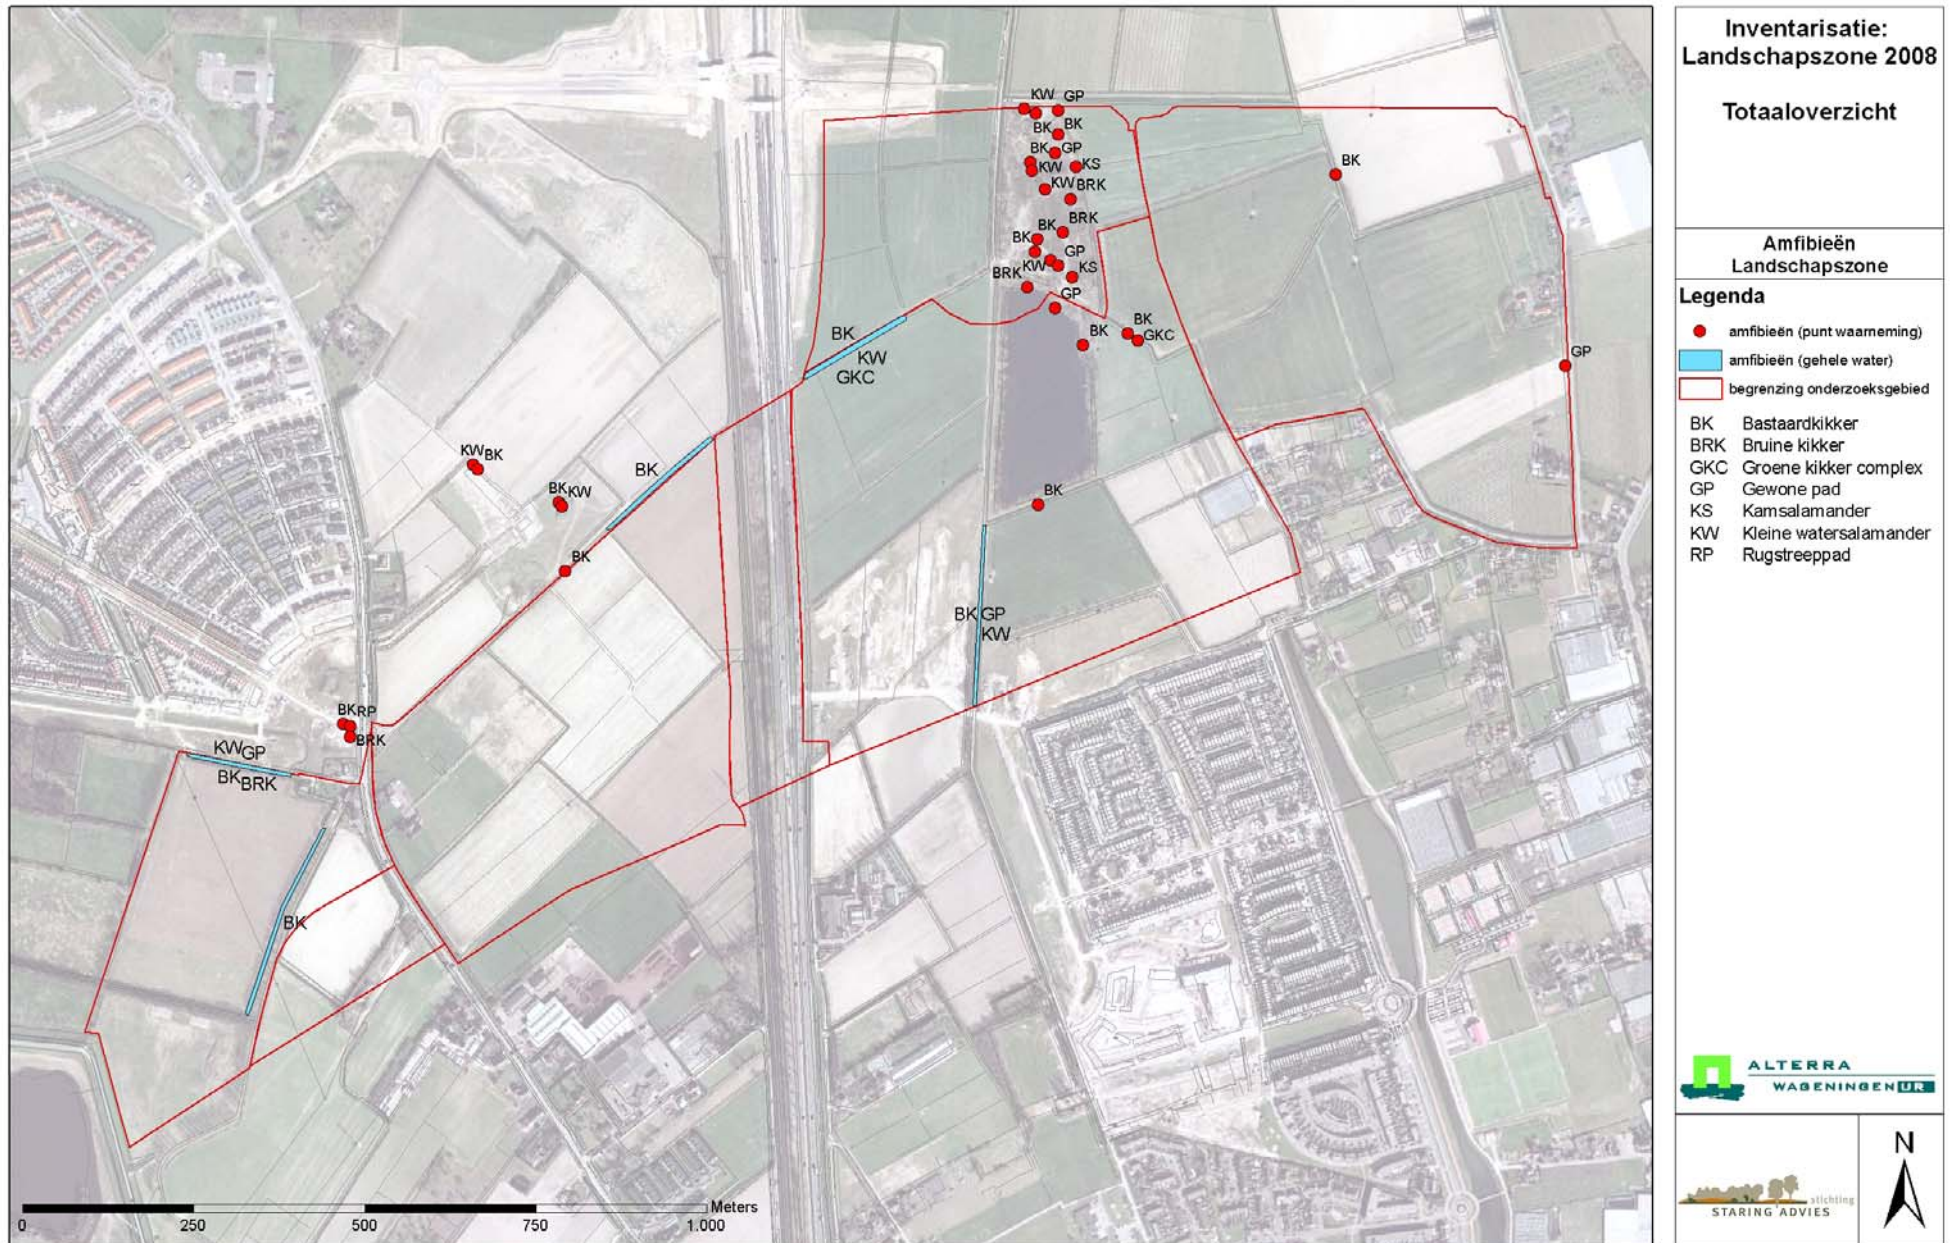 Inventarisatie:
Landschapszone 2008
Totaaloverzicht
Amfibieën
Landschapszone
Legenda
amfibieën (punt waarneming)
amfibieën (gehele water)
begrenzing onderzoeksgebied
BK Bastaardkikker
BRK Bruine kikker
GKC Groene kikker complex
GP Gewone pad
KS Kamsalamander
KW Kleine watersalamander
RP Rugstreeppad
ALTERRA
WAGENINGEN UR
stichting
STARING ADVIES
N
KW GP
BK BK
BK GP
KW KS
KW BRK
BRK
BK
BK
GP
KW
BRK KS
GP
BK
BK
GKC
BK
GP
BK
KW
GKC
BK
BK
KW BK
BK KW
BK
BK
BK GP
KW
BK RP
BRK
KW GP
BK BRK
BK
Meters
0 250 500 750 1.000